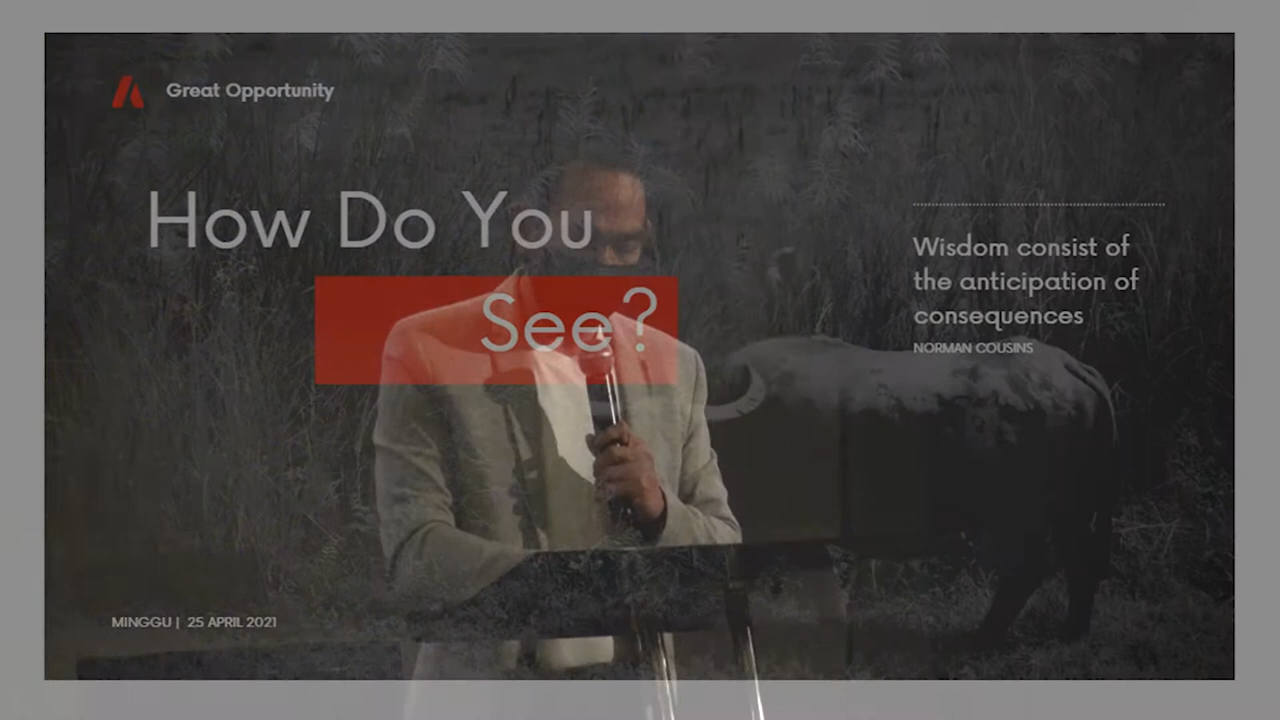 Great Opportunity
How Do You
See?
Wisdom consist of
the anticipation of
consequences
NORMAN COUSINS
MINGGU | 25 APRIL 2021